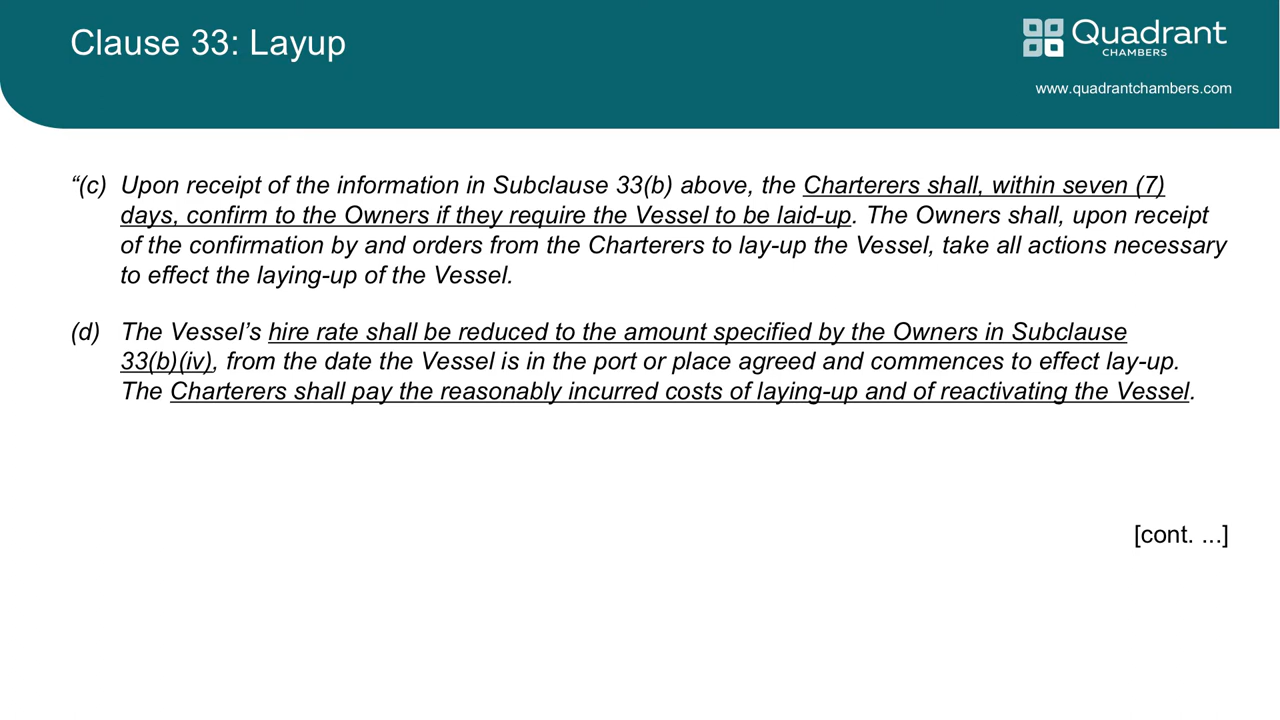 Clause 33: Layup
Quadrant
CHAMBERS
www.quadrantchambers.com
“(c) Upon receipt of the information in Subclause 33(b) above, the Charterers shall, within seven (7)
days, confirm to the Owners if they require the Vessel to be laid-up. The Owners shall, upon receipt
of the confirmation by and orders from the Charterers to lay-up the Vessel, take all actions necessary
to effect the laying-up of the Vessel.
(d) The Vessel’s hire rate shall be reduced to the amount specified by the Owners in Subclause
33(b)(iv), from the date the Vessel is in the port or place agreed and commences to effect lay-up.
The Charterers shall pay the reasonably incurred costs of laying-up and of reactivating the Vessel.
[cont. ...]